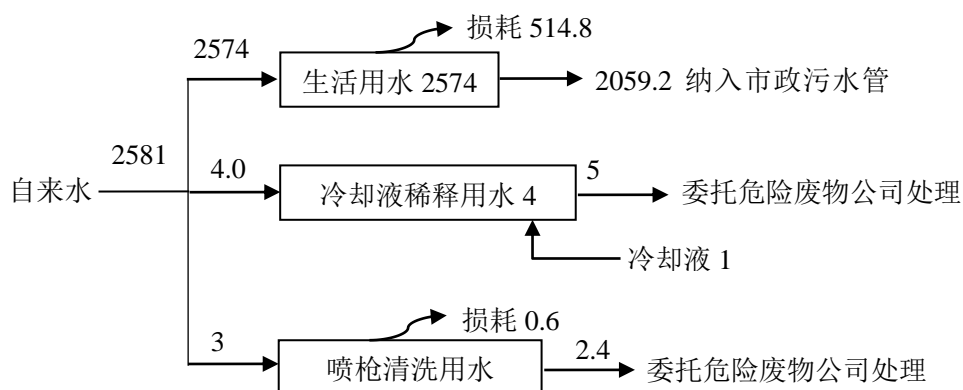 损耗 514.8
2574
生活用水 2574
2059.2 纳入市政污水管
2581
自来水
4.0
冷却液稀释用水 4
5
委托危险废物公司处理
冷却液 1
损耗 0.6
3
喷枪清洗用水
2.4
委托危险废物公司处理